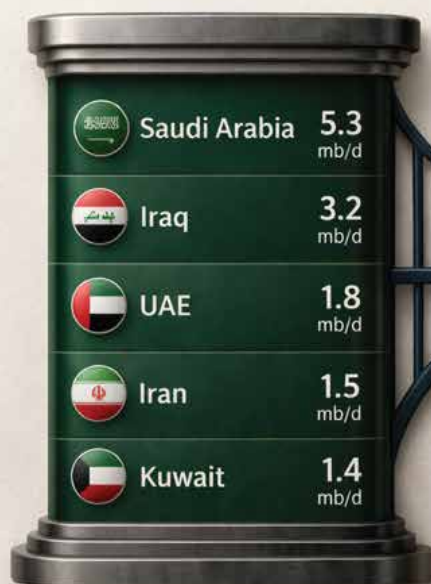 Saudi Arabia 5.3
mb/d
Iraq 3.2
mb/d
UAE 1.8
mb/d
Iran 1.5
mb/d
Kuwait 1.4
mb/d